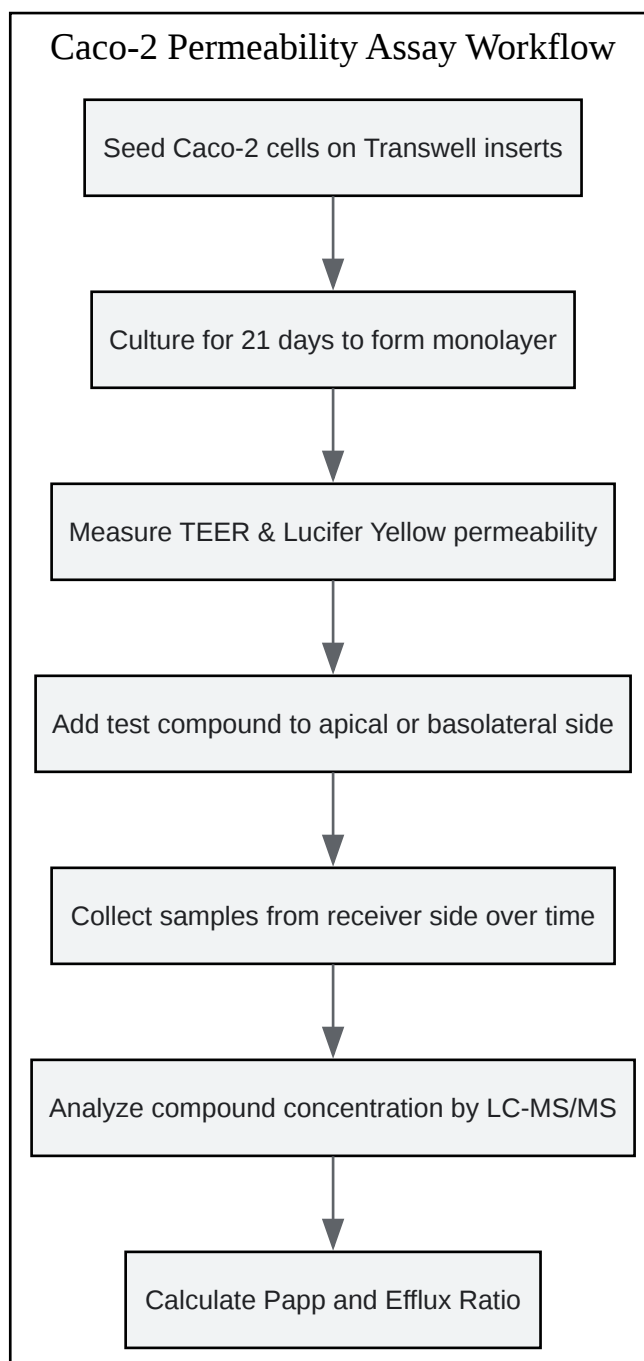 Caco-2 Permeability Assay Workflow
Seed Caco-2 cells on Transwell inserts
Culture for 21 days to form monolayer
Measure TEER & Lucifer Yellow permeability
Add test compound to apical or basolateral side
Collect samples from receiver side over time
Analyze compound concentration by LC-MS/MS
Calculate Papp and Efflux Ratio